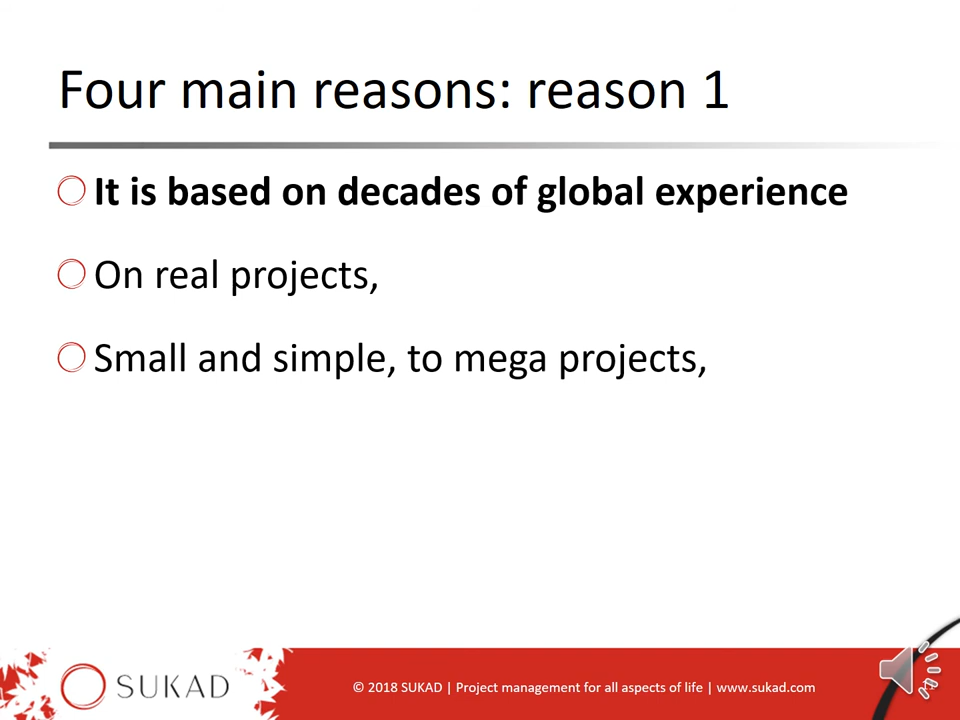 Four main reasons: reason 1
It is based on decades of global experience
On real projects,
Small and simple, to mega projects,
SUKAD
© 2018 SUKAD | Project management for all aspects of life | www.sukad.com